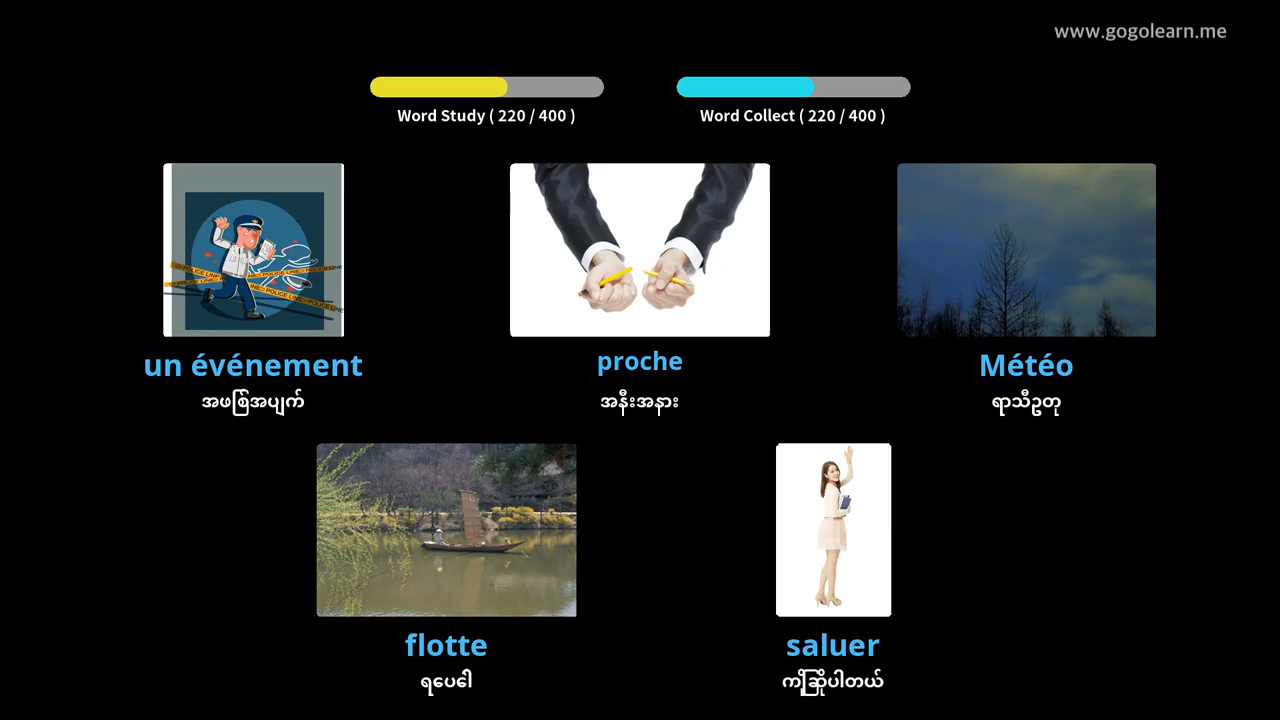 www.gogolearn.me
Word Study ( 220 / 400 )
Word Collect ( 220 / 400 )
un événement
အဖြစ်အပျက်
proche
အနီးအနား
Météo
ရာသီဥတု
flotte
ရေပေါ်
saluer
ကြိုဆိုပါတယ်